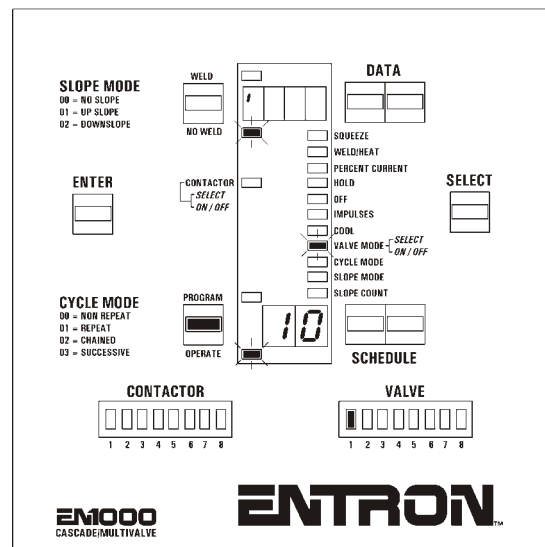 SLOPE MODE
00 = NO SLOPE
01 = UP SLOPE
02 = DOWNSLOPE
WELD
NO WELD
DATA
SQUEEZE
WELD/HEAT
PERCENT CURRENT
HOLD
OFF
IMPULSES
COOL
VALVE MODE
SELECT
ON / OFF
CYCLE MODE
SLOPE MODE
SLOPE COUNT
ENTER
CONTACTOR
SELECT
ON / OFF
SELECT
CYCLE MODE
00 = NON REPEAT
01 = REPEAT
02 = CHAINED
03 = SUCCESSIVE
PROGRAM
OPERATE
10
SCHEDULE
CONTACTOR
1 2 3 4 5 6 7 8
VALVE
1 2 3 4 5 6 7 8
EN1000
CASCADE/MULTIVALVE
ENTRON™